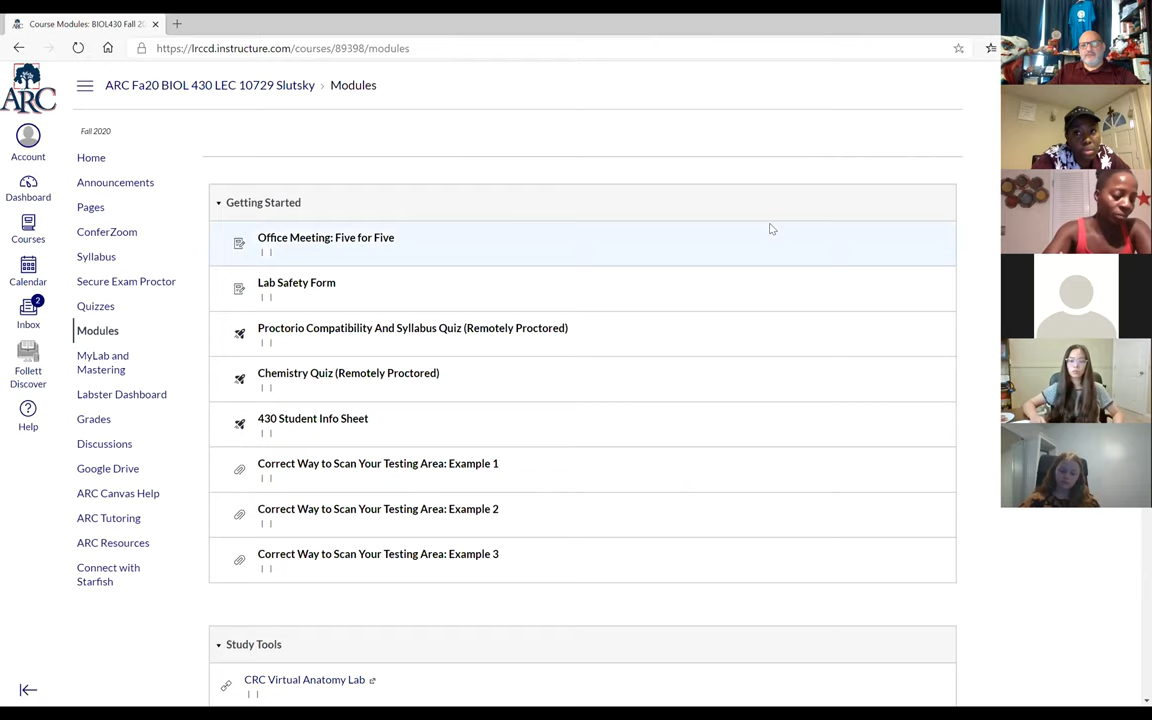 Course Modules: BIOL430 Fall 20
https://lrccd.instructure.com/courses/89398/modules
ARC
ARC Fa20 BIOL 430 LEC 10729 Slutsky › Modules
Account
Dashboard
Courses
Calendar
2
Inbox
Follett
Discover
Help
Fall 2020
Home
Announcements
Pages
ConferZoom
Syllabus
Secure Exam Proctor
Quizzes
Modules
MyLab and
Mastering
Labster Dashboard
Grades
Discussions
Google Drive
ARC Canvas Help
ARC Tutoring
ARC Resources
Connect with
Starfish
Getting Started
Office Meeting: Five for Five
| |
Lab Safety Form
| |
Proctorio Compatibility And Syllabus Quiz (Remotely Proctored)
| |
Chemistry Quiz (Remotely Proctored)
| |
430 Student Info Sheet
| |
Correct Way to Scan Your Testing Area: Example 1
| |
Correct Way to Scan Your Testing Area: Example 2
| |
Correct Way to Scan Your Testing Area: Example 3
| |
Study Tools
CRC Virtual Anatomy Lab
| |